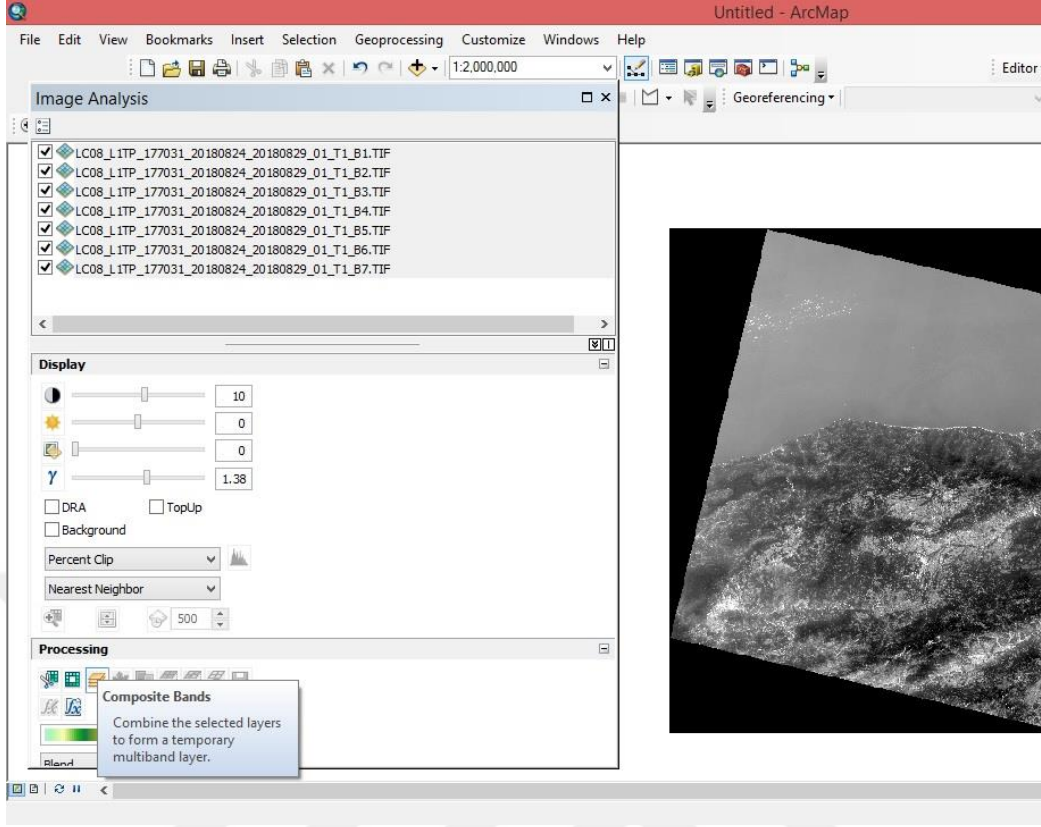 Untitled - ArcMap
File Edit View Bookmarks Insert Selection Geoprocessing Customize Windows Help
1:2,000,000
Editor
Image Analysis
Georeferencing
LC08_L1TP_177031_20180824_20180829_01_T1_B1.TIF
LC08_L1TP_177031_20180824_20180829_01_T1_B2.TIF
LC08_L1TP_177031_20180824_20180829_01_T1_B3.TIF
LC08_L1TP_177031_20180824_20180829_01_T1_B4.TIF
LC08_L1TP_177031_20180824_20180829_01_T1_B5.TIF
LC08_L1TP_177031_20180824_20180829_01_T1_B6.TIF
LC08_L1TP_177031_20180824_20180829_01_T1_B7.TIF
Display
10
0
0
γ 1.38
DRA TopUp
Background
Percent Clip
Nearest Neighbor
500
Processing
Composite Bands
Combine the selected layers
to form a temporary
multiband layer.
Blend